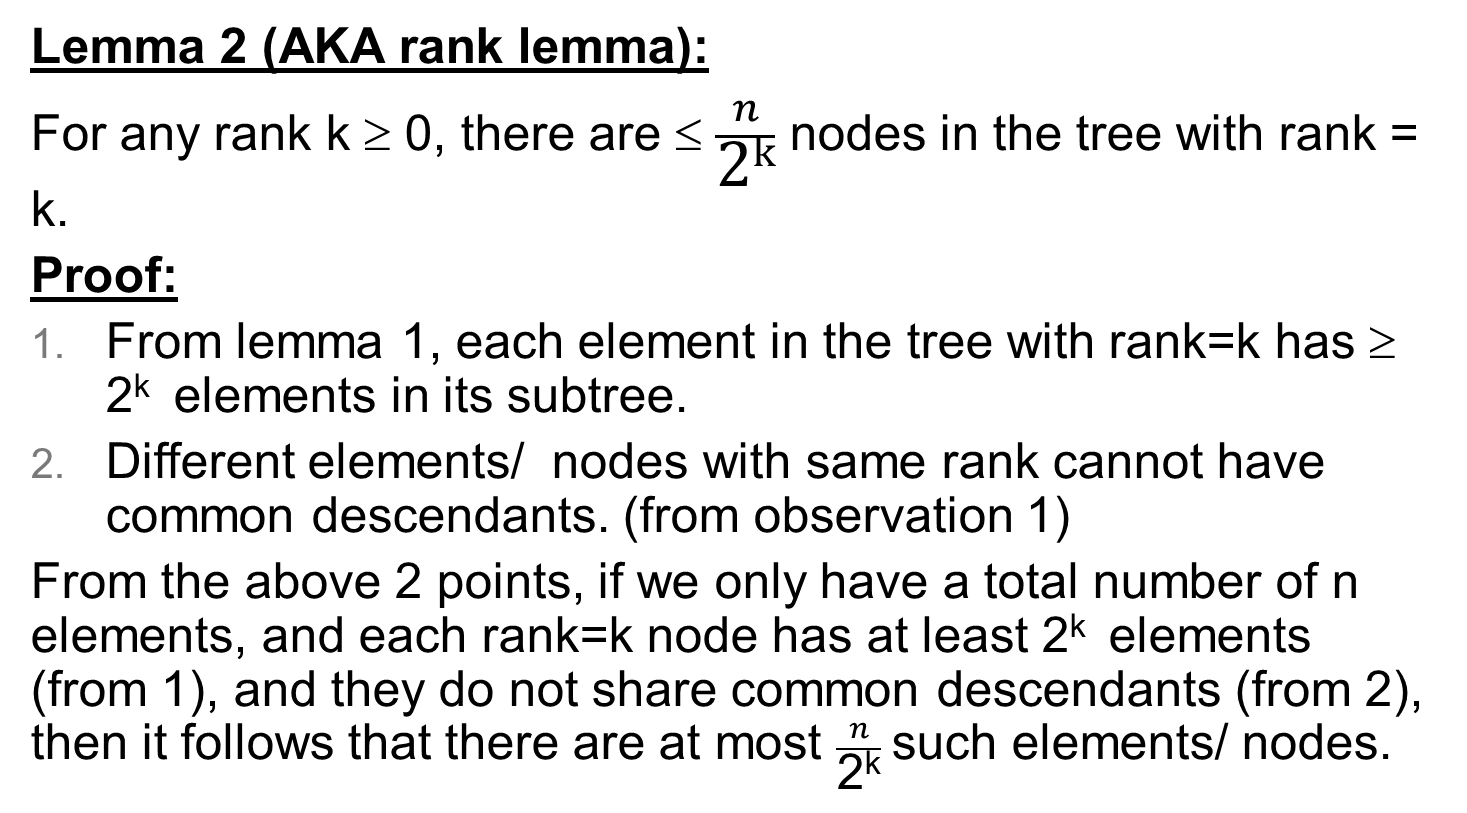 Lemma 2 (AKA rank lemma):
For any rank k ≥ 0, there are ≤ n/2^k nodes in the tree with rank =
k.
Proof:
1. From lemma 1, each element in the tree with rank=k has ≥
2^k elements in its subtree.
2. Different elements/ nodes with same rank cannot have
common descendants. (from observation 1)
From the above 2 points, if we only have a total number of n
elements, and each rank=k node has at least 2^k elements
(from 1), and they do not share common descendants (from 2),
then it follows that there are at most n/2^k such elements/ nodes.